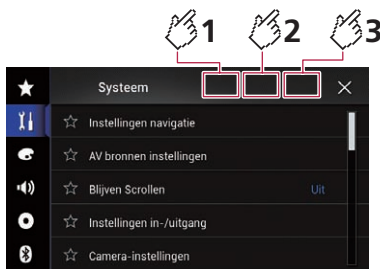 1 2 3
Systeem
Instellingen navigatie
AV bronnen instellingen
Blijven Scrollen Uit
Instellingen in-/uitgang
Camera-instellingen